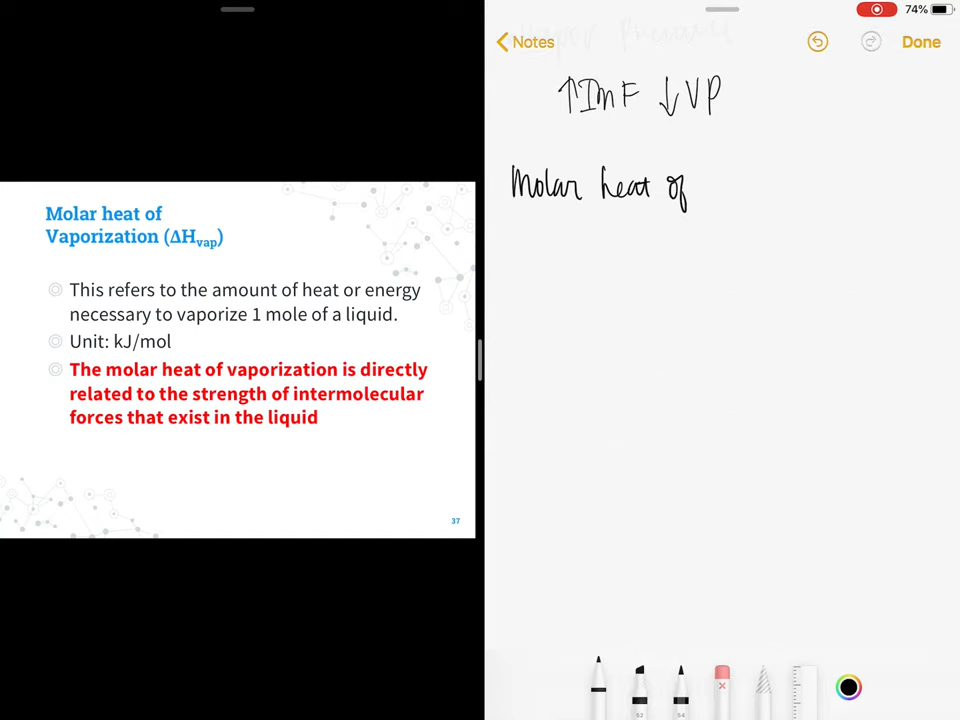 74%
Notes
Done
Vapor Pressure
↑ImF ↓VP
Molar heat of
Molar heat of
Vaporization (ΔHvap)
This refers to the amount of heat or energy
necessary to vaporize 1 mole of a liquid.
Unit: kJ/mol
The molar heat of vaporization is directly
related to the strength of intermolecular
forces that exist in the liquid
37